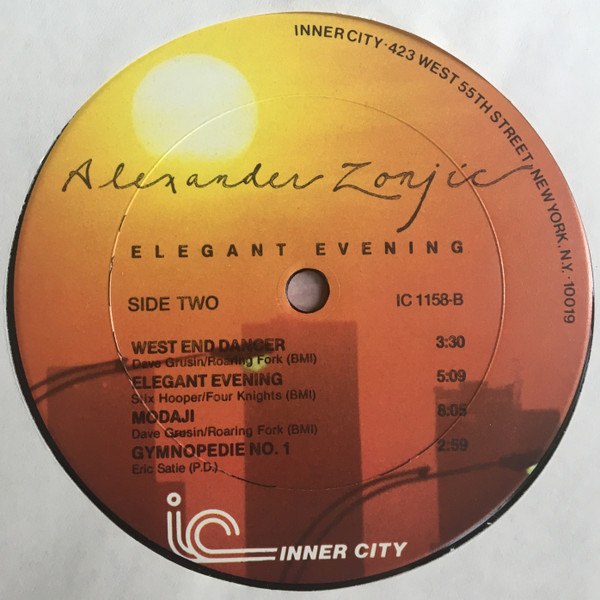 INNER CITY · 423 WEST 55TH STREET, NEW YORK, N.Y. · 10019
Alexander Zonjic
ELEGANT EVENING
SIDE TWO IC 1158-B
WEST END DANCER 3:30
Dave Grusin/Roaring Fork (BMI)
ELEGANT EVENING 5:09
Stix Hooper/Four Knights (BMI)
MODAJI
Dave Grusin/Roaring Fork (BMI)
GYMNOPEDIE NO. 1 2:59
Eric Satie (P.D.)
ic INNER CITY